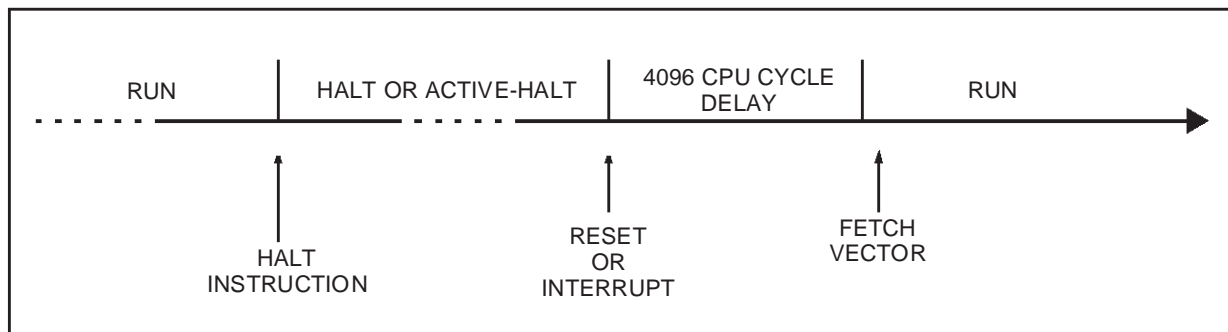 RUN
HALT OR ACTIVE-HALT
4096 CPU CYCLE
DELAY
RUN
HALT
INSTRUCTION
RESET
OR
INTERRUPT
FETCH
VECTOR